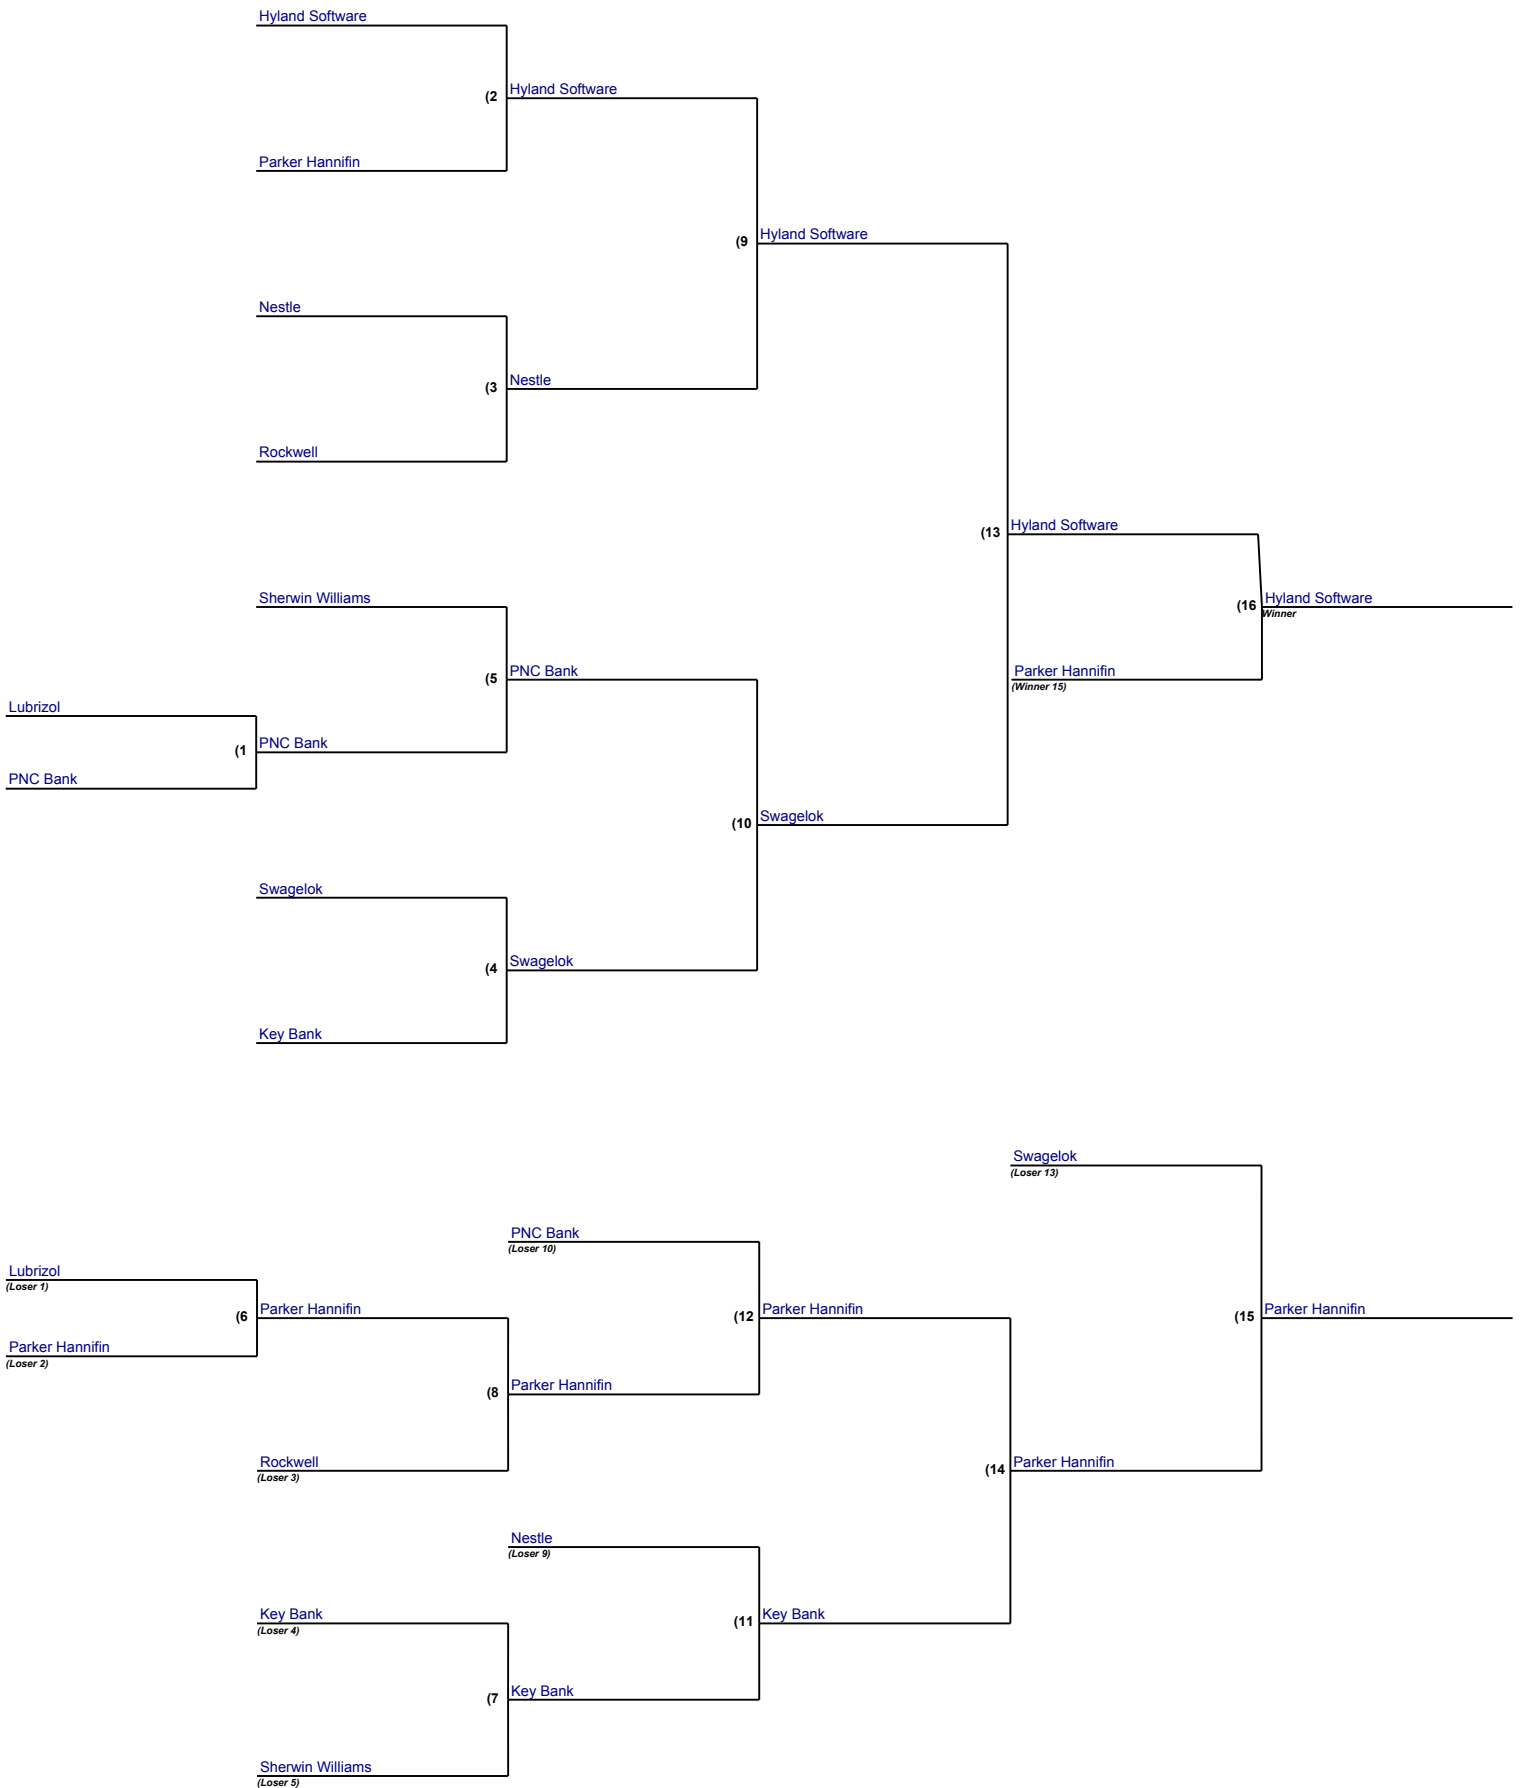 Hyland Software
(2 Hyland Software
Parker Hannifin
(9 Hyland Software
Nestle
(3 Nestle
Rockwell
(13 Hyland Software
Sherwin Williams
(16 Hyland Software
Winner
(5 PNC Bank
Parker Hannifin
(Winner 15)
Lubrizol
(1 PNC Bank
PNC Bank
(10 Swagelok
Swagelok
(4 Swagelok
Key Bank
Swagelok
(Loser 13)
PNC Bank
(Loser 10)
Lubrizol
(Loser 1)
(6 Parker Hannifin
(12 Parker Hannifin
(15 Parker Hannifin
Parker Hannifin
(Loser 2)
(8 Parker Hannifin
Rockwell
(Loser 3)
(14 Parker Hannifin
Nestle
(Loser 9)
Key Bank
(Loser 4)
(11 Key Bank
(7 Key Bank
Sherwin Williams
(Loser 5)